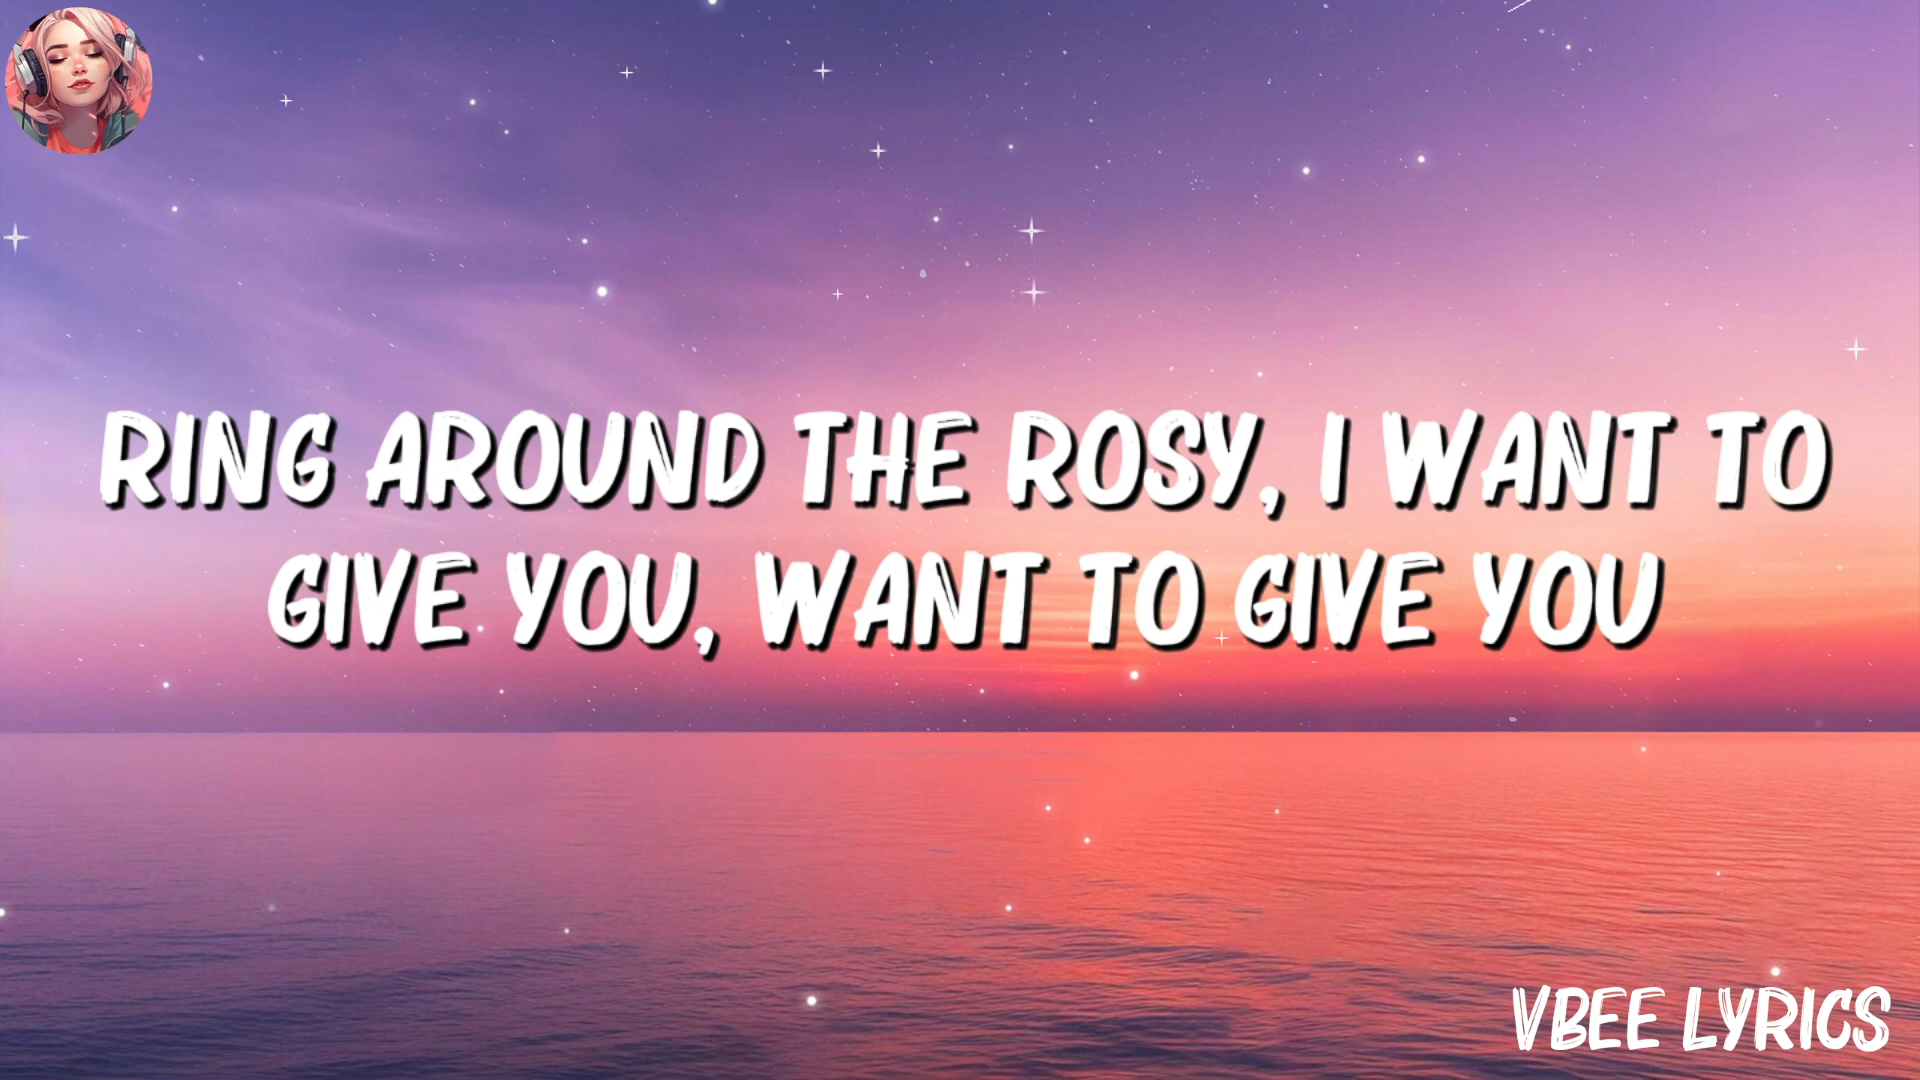 RING AROUND THE ROSY, I WANT TO
GIVE YOU, WANT TO GIVE YOU
VBEE LYRICS